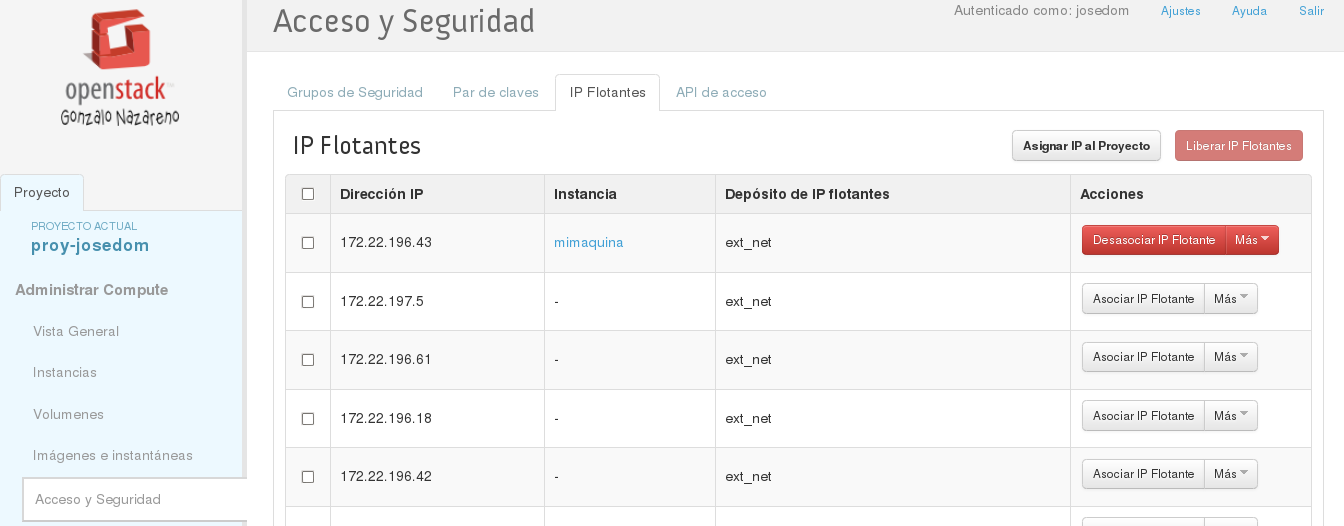 openstack™
Gonzalo Nazareno
Proyecto
PROYECTO ACTUAL
proy-josedom
Administrar Compute
Vista General
Instancias
Volumenes
Imágenes e instantáneas
Acceso y Seguridad
Acceso y Seguridad
Autenticado como: josedom Ajustes Ayuda Salir
Grupos de Seguridad Par de claves IP Flotantes API de acceso
IP Flotantes
Asignar IP al Proyecto Liberar IP Flotantes
Dirección IP Instancia Depósito de IP flotantes Acciones
172.22.196.43 mimaquina ext_net Desasociar IP Flotante Más
172.22.197.5 - ext_net Asociar IP Flotante Más
172.22.196.61 - ext_net Asociar IP Flotante Más
172.22.196.18 - ext_net Asociar IP Flotante Más
172.22.196.42 - ext_net Asociar IP Flotante Más